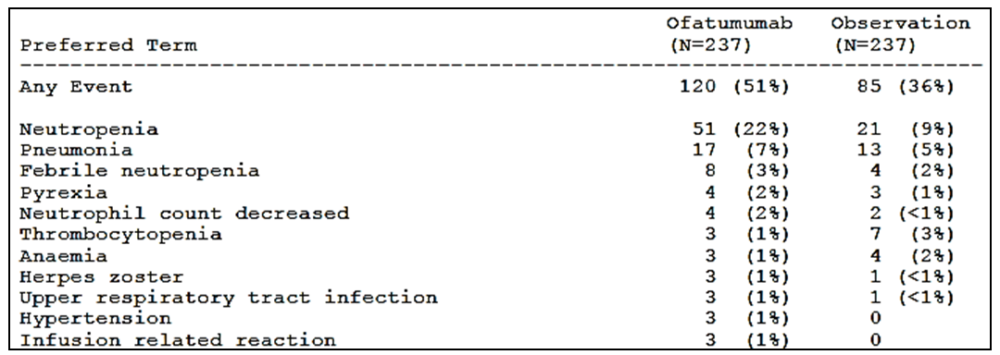 Ofatumumab Observation
Preferred Term (N=237) (N=237)
Any Event 120 (51%) 85 (36%)
Neutropenia 51 (22%) 21 (9%)
Pneumonia 17 (7%) 13 (5%)
Febrile neutropenia 8 (3%) 4 (2%)
Pyrexia 4 (2%) 3 (1%)
Neutrophil count decreased 4 (2%) 2 (<1%)
Thrombocytopenia 3 (1%) 7 (3%)
Anaemia 3 (1%) 4 (2%)
Herpes zoster 3 (1%) 1 (<1%)
Upper respiratory tract infection 3 (1%) 1 (<1%)
Hypertension 3 (1%) 0
Infusion related reaction 3 (1%) 0